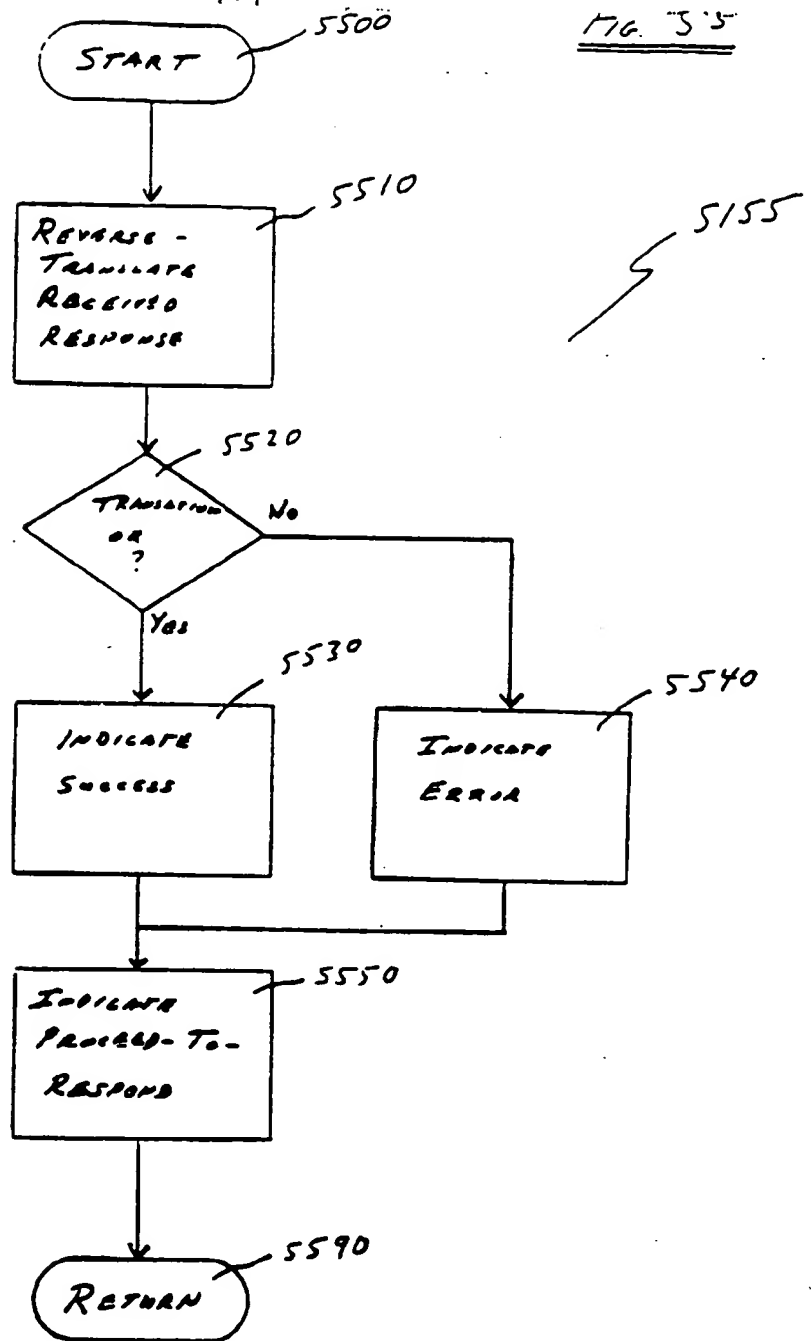 5500
FIG. 55
START
5510
5155
REVERSE-
TRANSLATE
RECEIVED
RESPONSE
5520
TRANSLATION
OK
?
NO
YES
5530
5540
INDICATE
SUCCESS
INDICATE
ERROR
5550
INDICATE
PROCEED-TO-
RESPOND
5590
RETURN